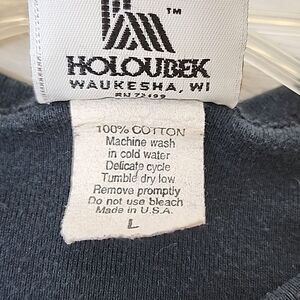 TM
HOLOUBEK
WAUKESHA, WI
RN 72499
100% COTTON
Machine wash
in cold water
Delicate cycle
Tumble dry low
Remove promptly
Do not use bleach
Made in U.S.A.
L